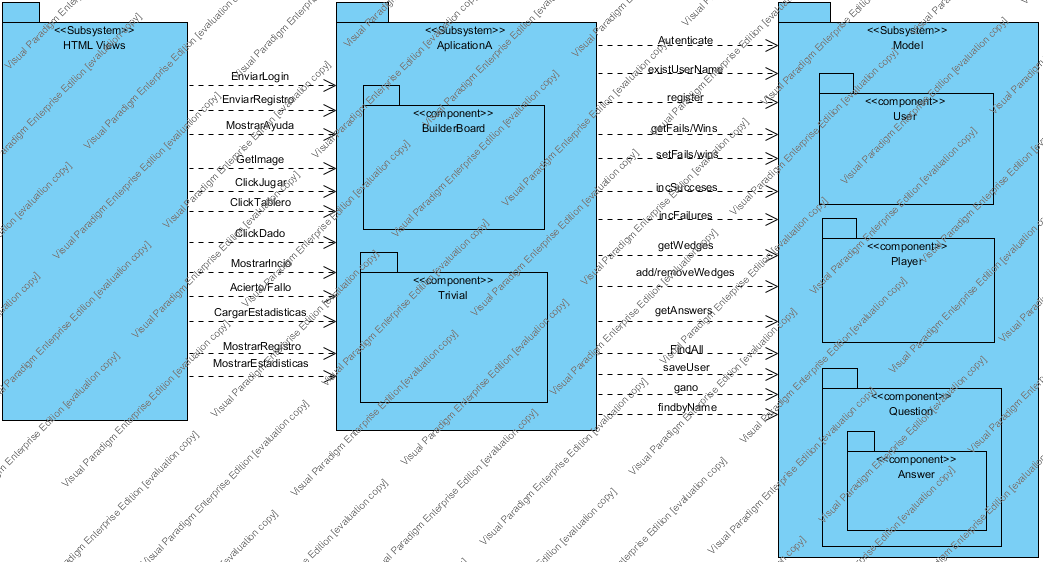 <<Subsystem>>
HTML Views
EnviarLogin
EnviarRegistro
MostrarAyuda
GetImage
ClickJugar
ClickTablero
ClickDado
MostrarIncio
Acierto/Fallo
CargarEstadisticas
MostrarRegistro
MostrarEstadisticas
<<Subsystem>>
AplicationA
<<component>>
BuilderBoard
<<component>>
Trivial
Autenticate
existUserName
register
getFails/Wins
setFails/wins
incSucceses
incFailures
getWedges
add/removeWedges
getAnswers
FindAll
saveUser
gano
findbyName
<<Subsystem>>
Model
<<component>>
User
<<component>>
Player
<<component>>
Question
<<component>>
Answer
Visual Paradigm Enterprise Edition [evaluation copy]